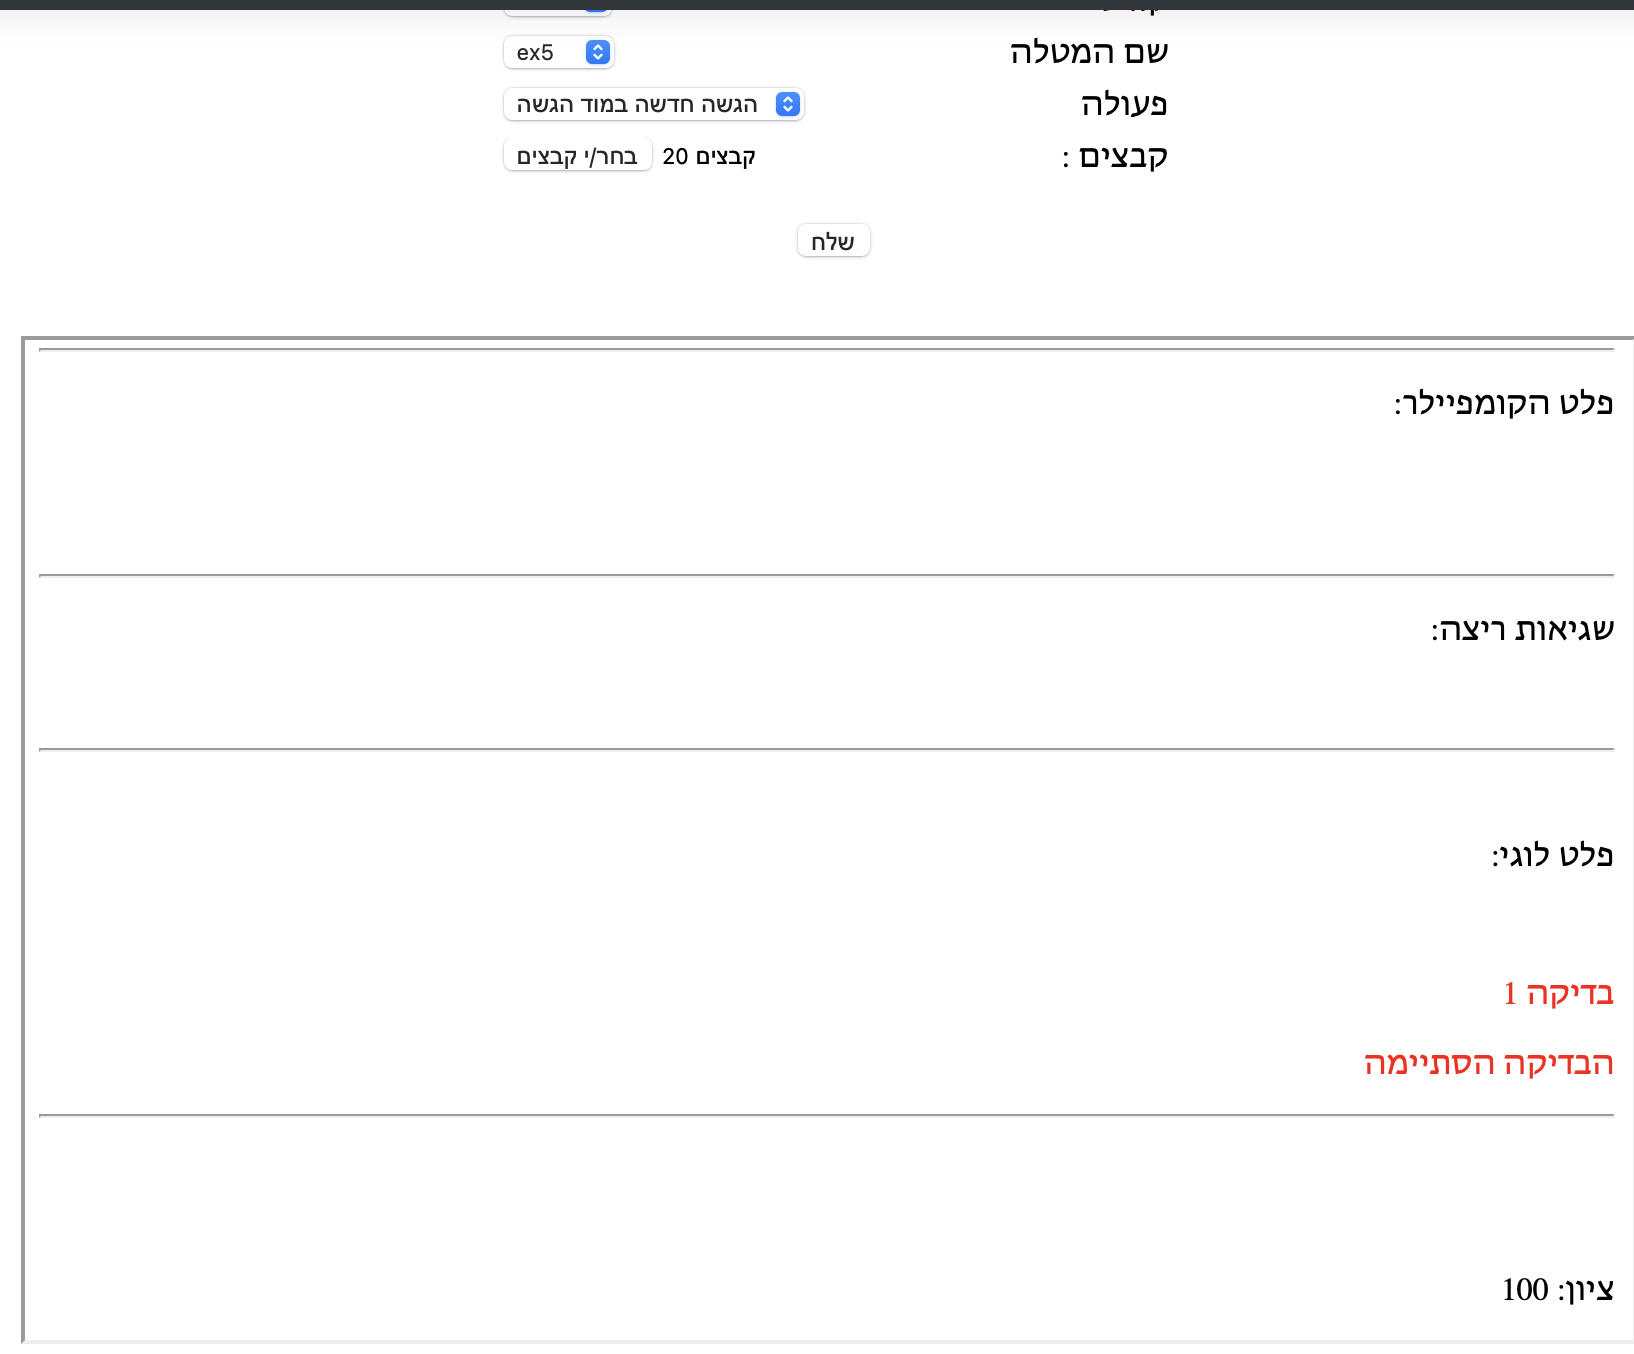 שם המטלה ex5
פעולה הגשה חדשה במוד הגשה
קבצים : בחר/י קבצים 20 קבצים
שלח
פלט הקומפיילר:
שגיאות ריצה:
פלט לוגי:
בדיקה 1
הבדיקה הסתיימה
ציון: 100